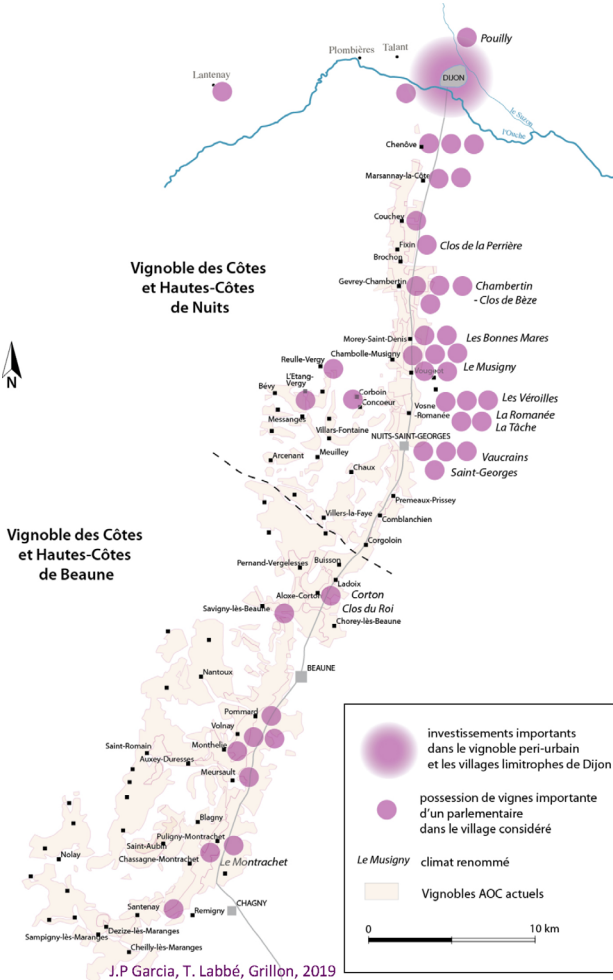 Pouilly
Plombières
Talant
Lantenay
DIJON
le Suzon
l'Ouche
Chenôve
Marsannay-la-Côte
Couchey
Fixin
Clos de la Perrière
Brochon
Vignoble des Côtes
et Hautes-Côtes
de Nuits
Gevrey-Chambertin
Chambertin
- Clos de Bèze
N
Morey-Saint-Denis
Les Bonnes Mares
Chambolle-Musigny
Reulle-Vergy
Le Musigny
Vougeot
L'Etang-
Vergy
Bévy
Corboin
Concoeur
Les Véroilles
Messanges
Vosne
-Romanée
La Romanée
La Tâche
Villars-Fontaine
NUITS-SAINT-GEORGES
Vaucrains
Arcenant
Meuilley
Chaux
Saint-Georges
Premeaux-Prissey
Villers-la-Faye
Comblanchien
Vignoble des Côtes
et Hautes-Côtes
de Beaune
Corgoloin
Buisson
Pernand-Vergelesses
Ladoix
Aloxe-Corton
Corton
Clos du Roi
Savigny-lès-Beaune
Chorey-lès-Beaune
BEAUNE
Nantoux
Pommard
Volnay
Saint-Romain
Monthelie
Auxey-Duresses
Meursault
Blagny
Puligny-Montrachet
Saint-Aubin
Nolay
Chassagne-Montrachet
Le Montrachet
Santenay
Remigny
CHAGNY
Dezize-lès-Maranges
Sampigny-lès-Maranges
Cheilly-lès-Maranges
investissements importants
dans le vignoble peri-urbain
et les villages limitrophes de Dijon
possession de vignes importante
d'un parlementaire
dans le village considéré
Le Musigny
climat renommé
Vignobles AOC actuels
0
10 km
J.P Garcia, T. Labbé, Grillon, 2019